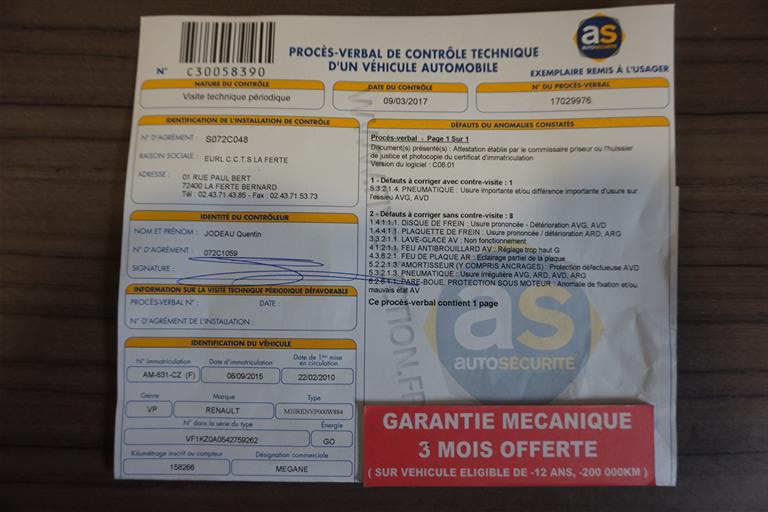 N° C30058390
PROCÈS-VERBAL DE CONTRÔLE TECHNIQUE
D'UN VÉHICULE AUTOMOBILE
as
AUTOSÉCURITÉ
EXEMPLAIRE REMIS À L'USAGER
NATURE DU CONTRÔLE
Visite technique périodique
DATE DU CONTRÔLE
09/03/2017
N° DU PROCÈS-VERBAL
17029976
IDENTIFICATION DE L'INSTALLATION DE CONTRÔLE
N° D'AGRÉMENT : S072C048
RAISON SOCIALE : EURL C.C.T.S LA FERTE
ADRESSE : 01 RUE PAUL BERT
72400 LA FERTE BERNARD
Tél : 02.43.71.43.85 - Fax : 02.43.71.53.73
IDENTITÉ DU CONTRÔLEUR
NOM ET PRÉNOM : JODEAU Quentin
N° D'AGRÉMENT : 072C1059
SIGNATURE :
INFORMATION SUR LA VISITE TECHNIQUE PÉRIODIQUE DÉFAVORABLE
PROCÈS-VERBAL N° : DATE :
N° D'AGRÉMENT DE L'INSTALLATION :
IDENTIFICATION DU VÉHICULE
N° immatriculation Date d'immatriculation Date de 1ère mise en circulation
AM-831-CZ (F) 08/09/2015 22/02/2010
Genre Marque Type
VP RENAULT M10RENVP000W884
N° dans la série du type Énergie
VF1KZ0A0542759262 GO
Kilométrage inscrit au compteur Désignation commerciale
158266 MEGANE
DÉFAUTS OU ANOMALIES CONSTATÉS
Procès-verbal - Page 1 Sur 1
Document(s) présenté(s) : Attestation établie par le commissaire priseur ou l'huissier
de justice et photocopie du certificat d'immatriculation
Version du logiciel : C08.01
1 - Défauts à corriger avec contre-visite : 1
5.3.2.1.4. PNEUMATIQUE : Usure importante et/ou différence importante d'usure sur
l'essieu AVG, AVD
2 - Défauts à corriger sans contre-visite : 8
1.4.1.1.1. DISQUE DE FREIN : Usure prononcée - Détérioration AVG, AVD
1.4.4.1.1. PLAQUETTE DE FREIN : Usure prononcée / détérioration ARD, ARG
3.3.2.1.1. LAVE-GLACE AV : Non fonctionnement
4.1.2.1.1. FEU ANTIBROUILLARD AV : Réglage trop haut G
4.3.6.2.1. FEU DE PLAQUE AR : Eclairage partiel de la plaque
5.2.2.1.3. AMORTISSEUR (Y COMPRIS ANCRAGES) : Protection défectueuse AVD
5.3.2.1.3. PNEUMATIQUE : Usure irrégulière AVG, ARD, AVD, ARG
6.2.6.1.1. PARE-BOUE, PROTECTION SOUS MOTEUR : Anomalie de fixation et/ou
mauvais état AV
Ce procès-verbal contient 1 page
as
AUTOSÉCURITÉ
GARANTIE MECANIQUE
3 MOIS OFFERTE
( SUR VEHICULE ELIGIBLE DE -12 ANS, -200 000KM )